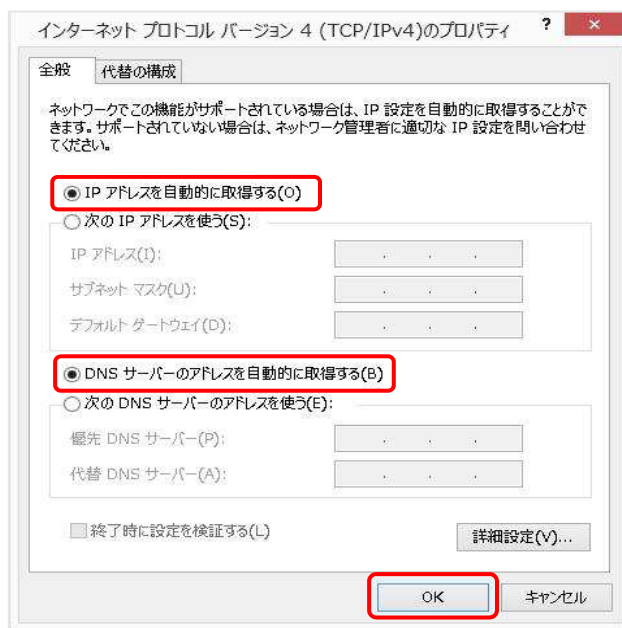 インターネット プロトコル バージョン 4 (TCP/IPv4)のプロパティ ? ×
全般 代替の構成
ネットワークでこの機能がサポートされている場合は、IP 設定を自動的に取得することがで
きます。サポートされていない場合は、ネットワーク管理者に適切な IP 設定を問い合わせ
てください。
IP アドレスを自動的に取得する(O)
次の IP アドレスを使う(S):
IP アドレス(I):
サブネット マスク(U):
デフォルト ゲートウェイ(D):
DNS サーバーのアドレスを自動的に取得する(B)
次の DNS サーバーのアドレスを使う(E):
優先 DNS サーバー(P):
代替 DNS サーバー(A):
終了時に設定を検証する(L)
詳細設定(V)...
OK キャンセル